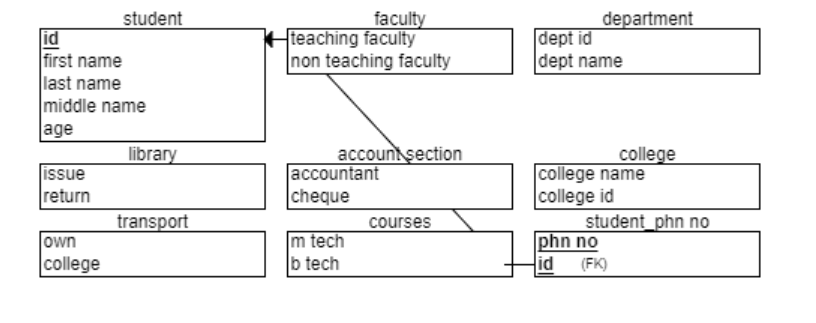 student faculty department
id teaching faculty dept id
first name non teaching faculty dept name
last name
middle name
age
library account section college
issue accountant college name
return cheque college id
transport courses student_phn no
own m tech phn no
college b tech id (FK)